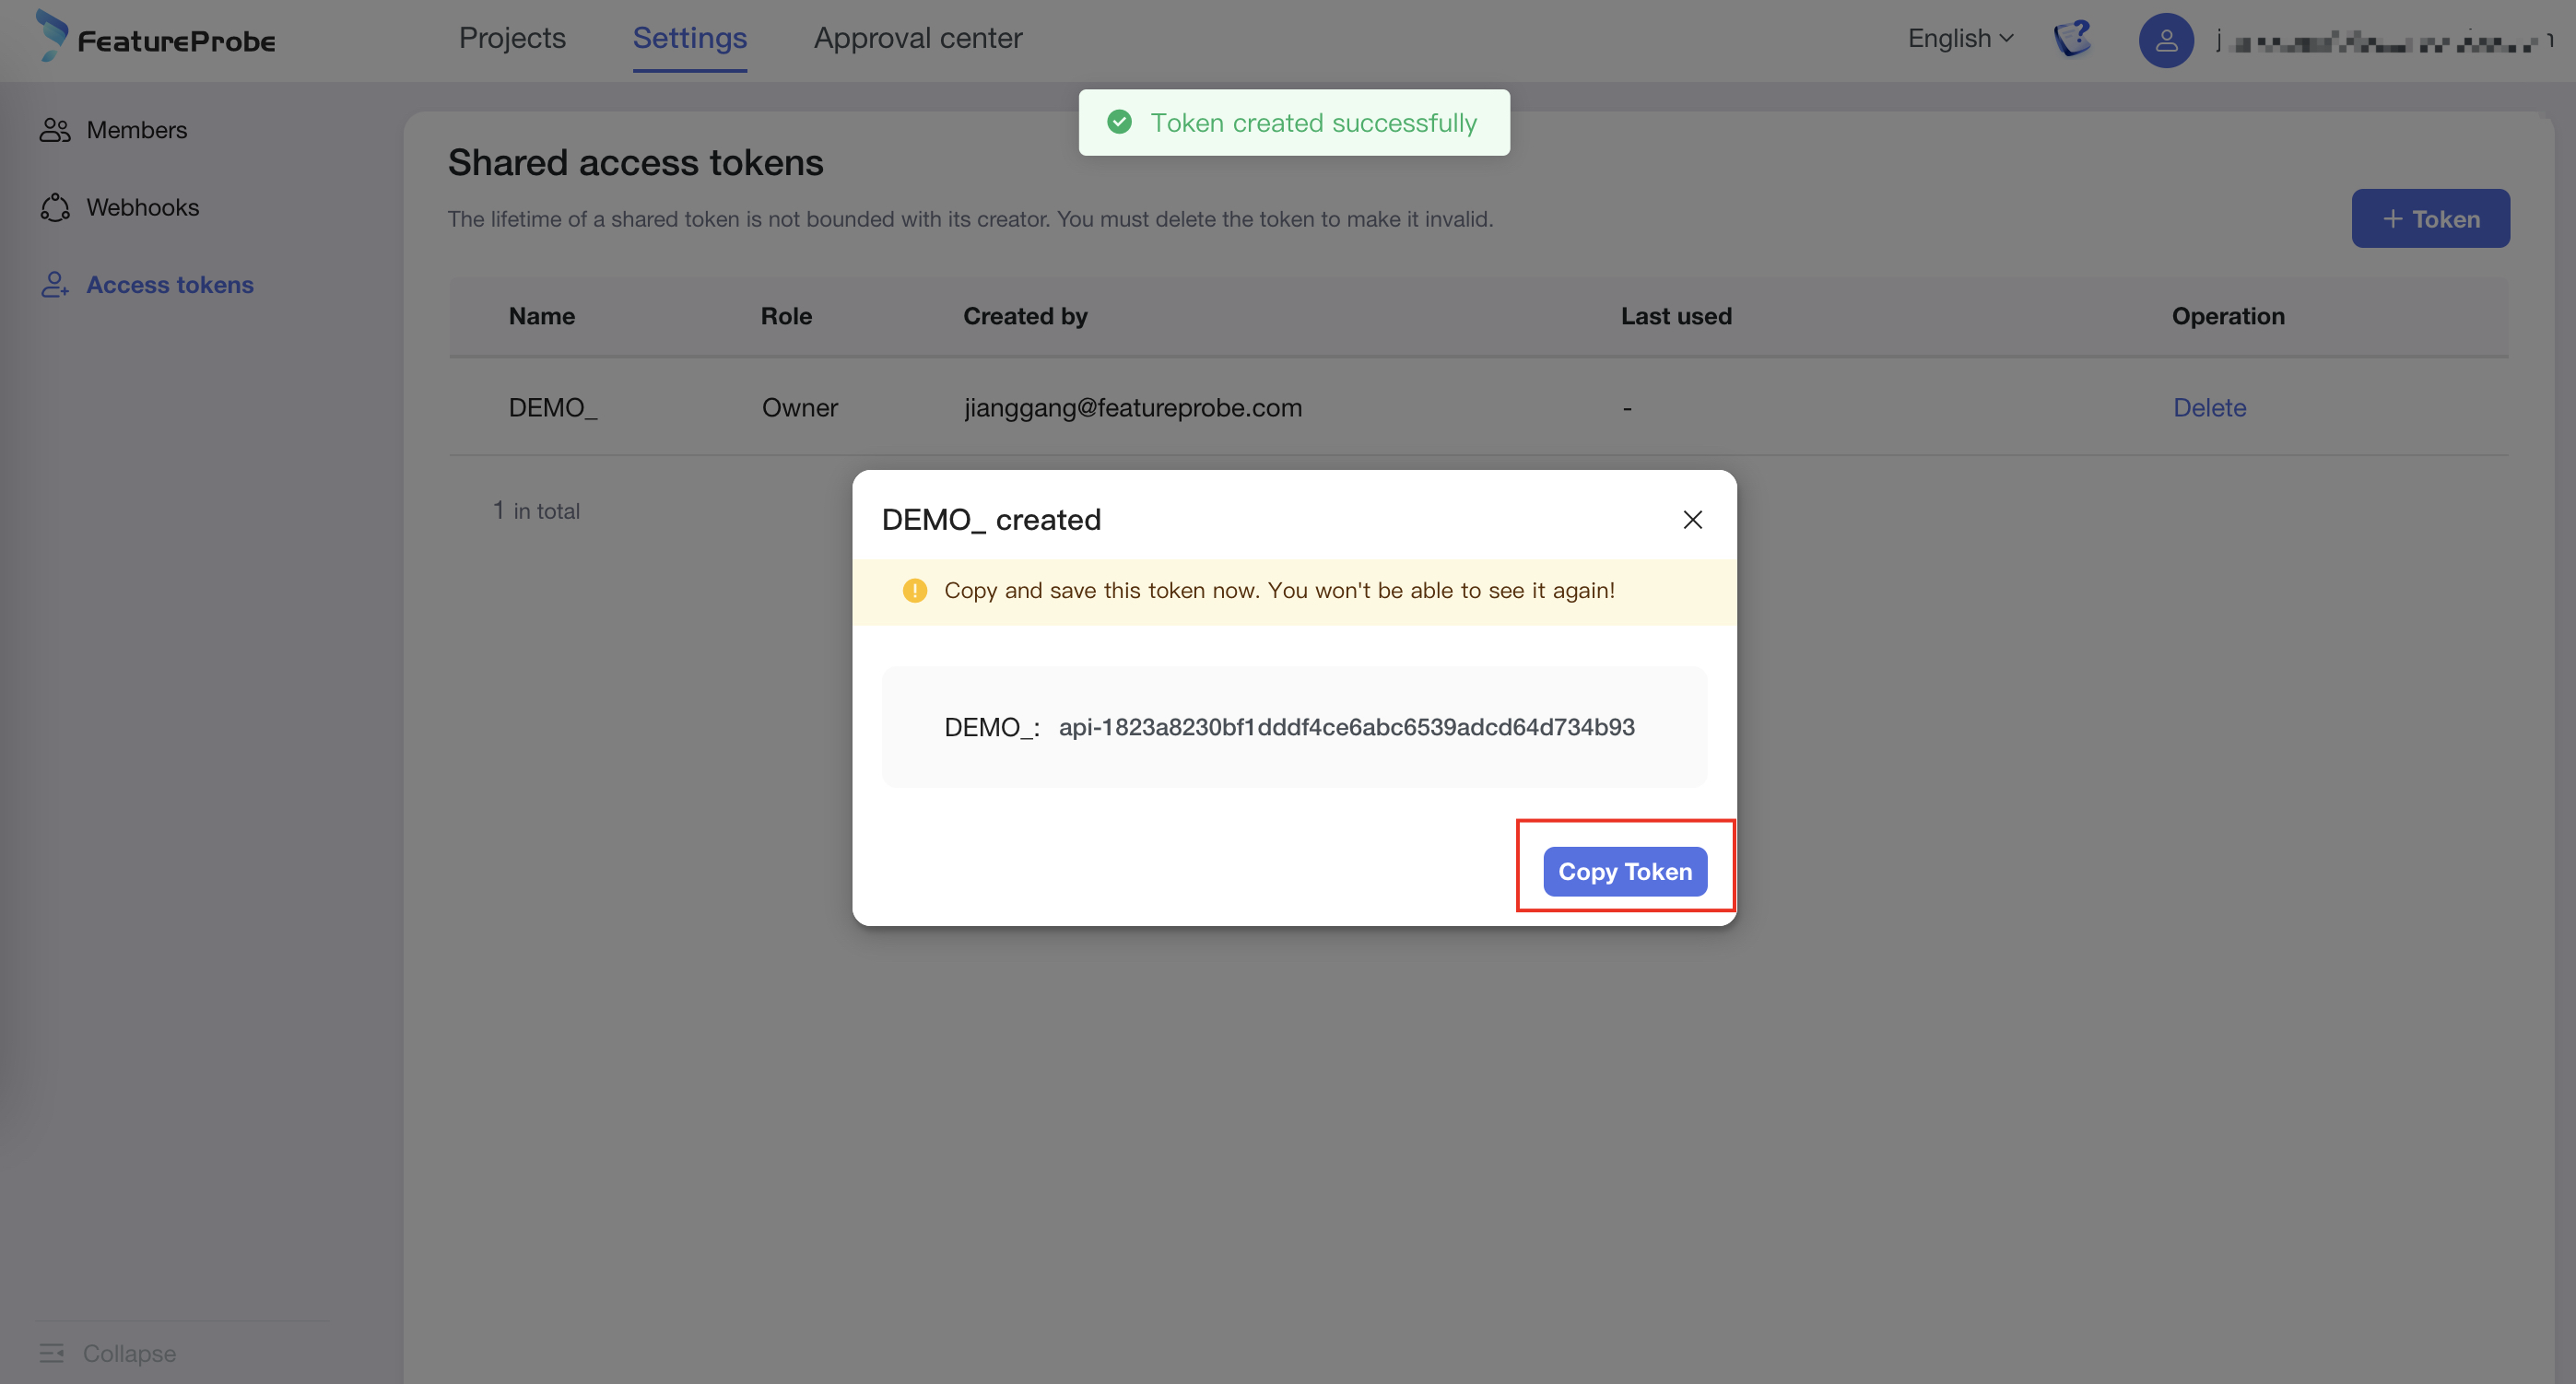 FeatureProbe
Projects
Settings
Approval center
English
Members
Webhooks
Access tokens
Token created successfully
Shared access tokens
The lifetime of a shared token is not bounded with its creator. You must delete the token to make it invalid.
+ Token
Name Role Created by Last used Operation
DEMO_ Owner jianggang@featureprobe.com - Delete
1 in total
DEMO_ created
Copy and save this token now. You won't be able to see it again!
DEMO_: api-1823a8230bf1dddf4ce6abc6539adcd64d734b93
Copy Token
Collapse